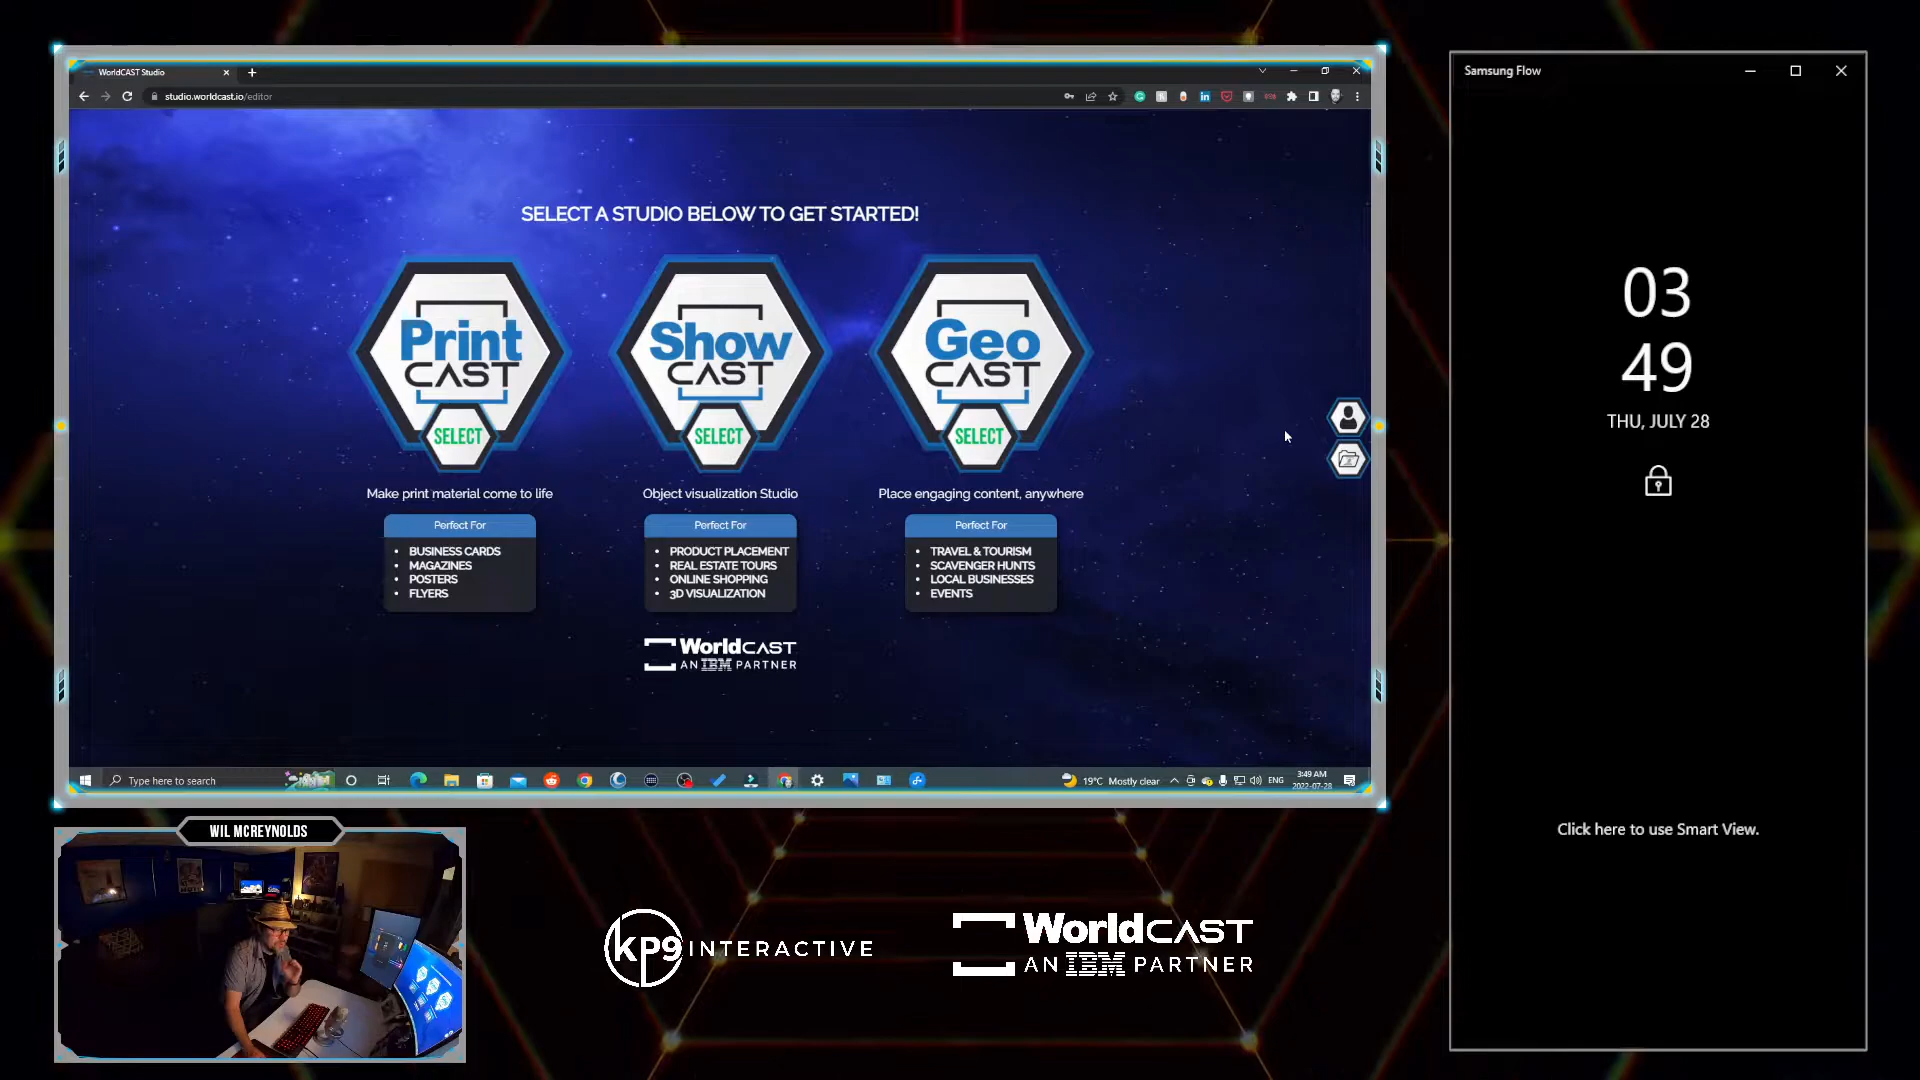 WorldCAST Studio
studio.worldcast.io/editor
SELECT A STUDIO BELOW TO GET STARTED!
Print
CAST
SELECT
Show
CAST
SELECT
Geo
CAST
SELECT
Make print material come to life
Object visualization Studio
Place engaging content, anywhere
Perfect For
• BUSINESS CARDS
• MAGAZINES
• POSTERS
• FLYERS
Perfect For
• PRODUCT PLACEMENT
• REAL ESTATE TOURS
• ONLINE SHOPPING
• 3D VISUALIZATION
Perfect For
• TRAVEL & TOURISM
• SCAVENGER HUNTS
• LOCAL BUSINESSES
• EVENTS
WorldCAST
AN IBM PARTNER
Type here to search
19°C Mostly clear
ENG
3:49 AM
2022-07-28
Samsung Flow
03
49
THU, JULY 28
Click here to use Smart View.
WIL MCREYNOLDS
kp9 INTERACTIVE
WorldCAST
AN IBM PARTNER